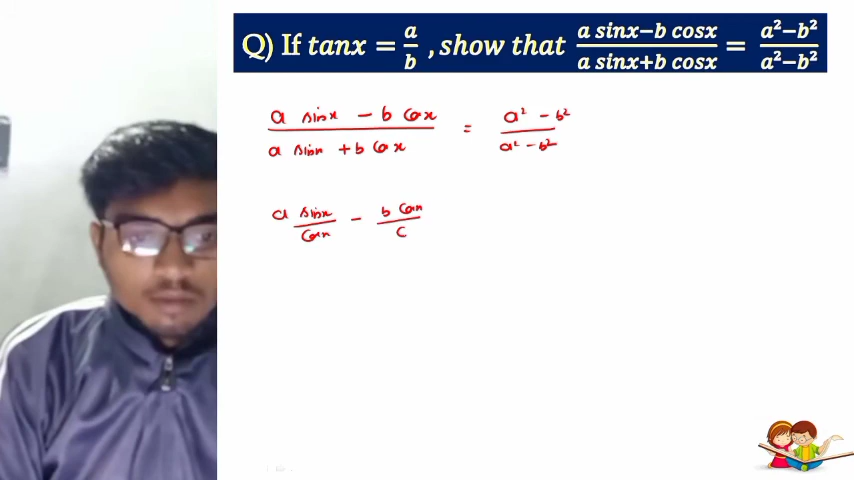 Q) If tanx = a/b , show that (a sinx−b cosx)/(a sinx+b cosx) = (a²−b²)/(a²−b²)
(a sinx − b cosx)/(a sinx + b cosx) = (a² − b²)/(a² − b²)
a sinx/cosx − b cosx/c